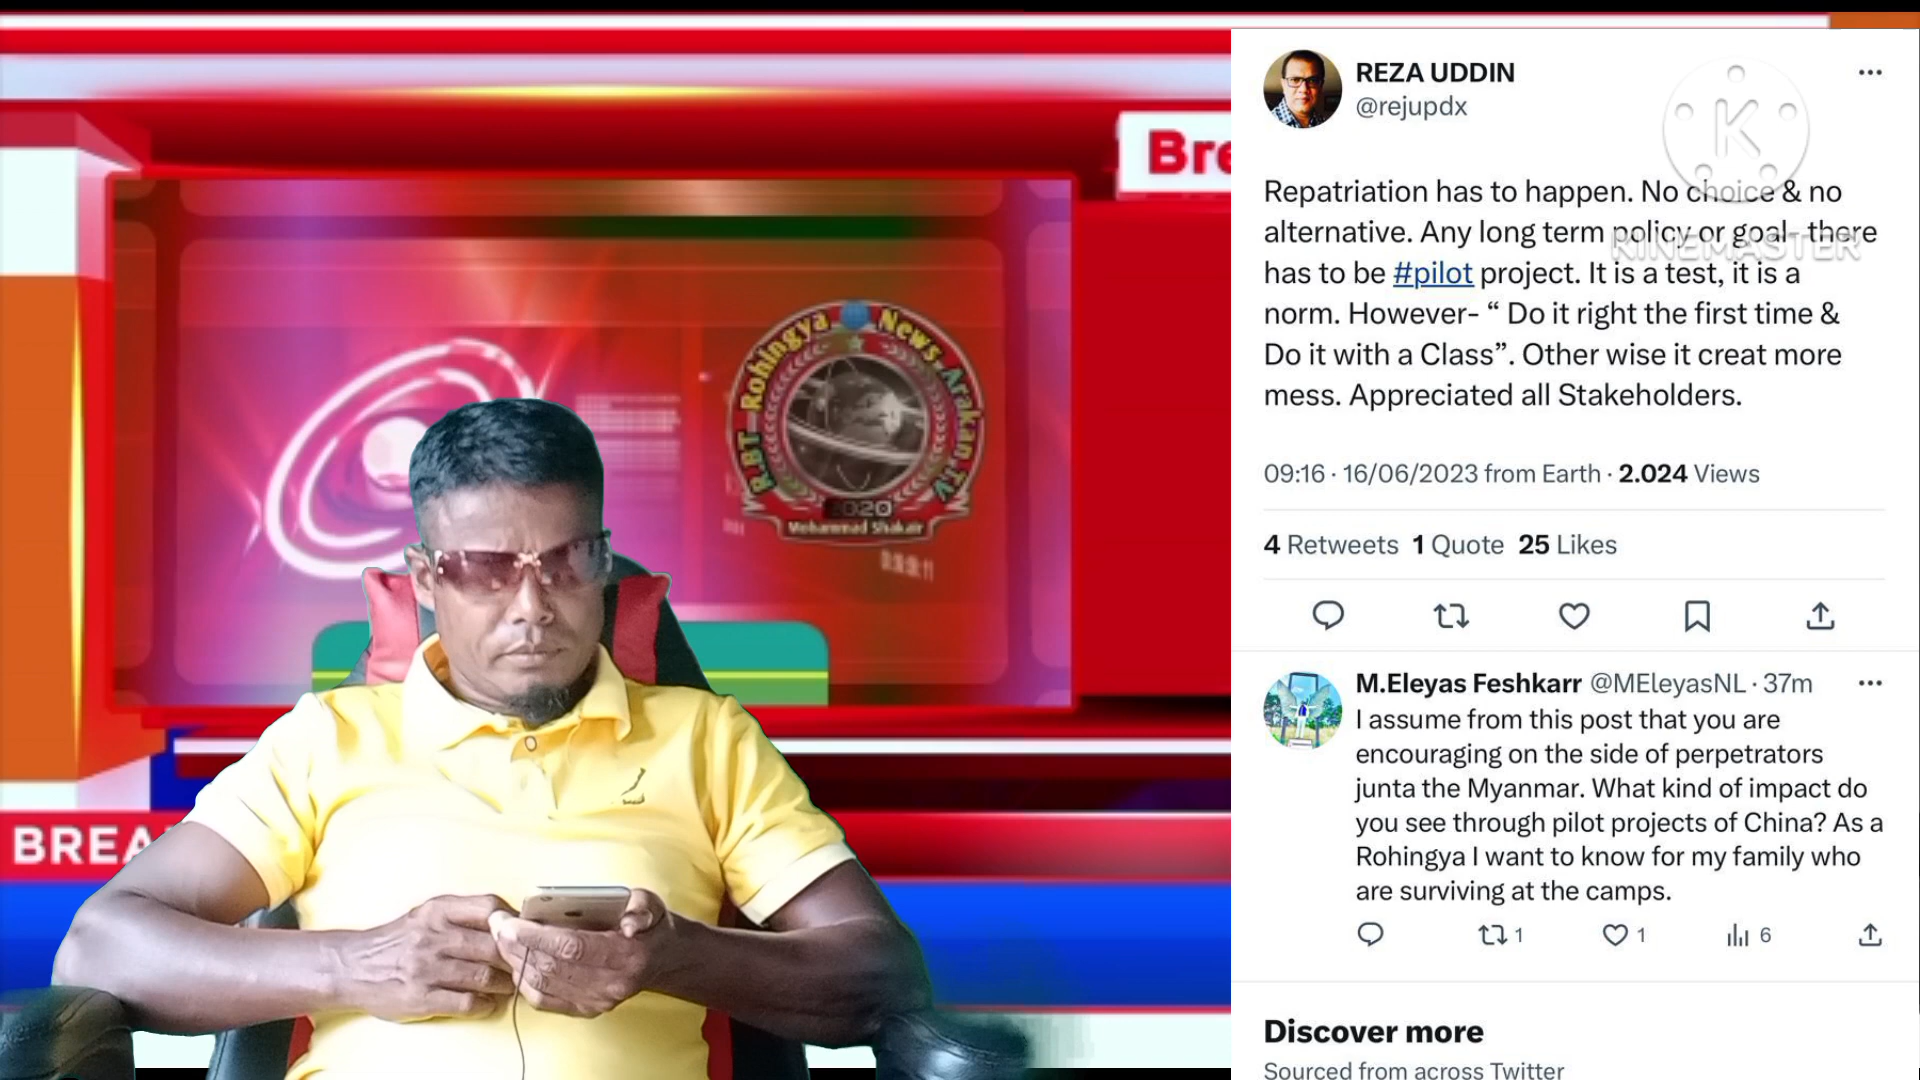 Bre
RBT Rohingya News Arakan.Tv
2020
Mohammad Shakair
BREA
REZA UDDIN
@rejupdx
KINEMASTER
Repatriation has to happen. No choice & no
alternative. Any long term policy or goal- there
has to be #pilot project. It is a test, it is a
norm. However- “ Do it right the first time &
Do it with a Class”. Other wise it creat more
mess. Appreciated all Stakeholders.
09:16 · 16/06/2023 from Earth · 2.024 Views
4 Retweets 1 Quote 25 Likes
M.Eleyas Feshkarr @MEleyasNL · 37m
I assume from this post that you are
encouraging on the side of perpetrators
junta the Myanmar. What kind of impact do
you see through pilot projects of China? As a
Rohingya I want to know for my family who
are surviving at the camps.
1 1 6
Discover more
Sourced from across Twitter